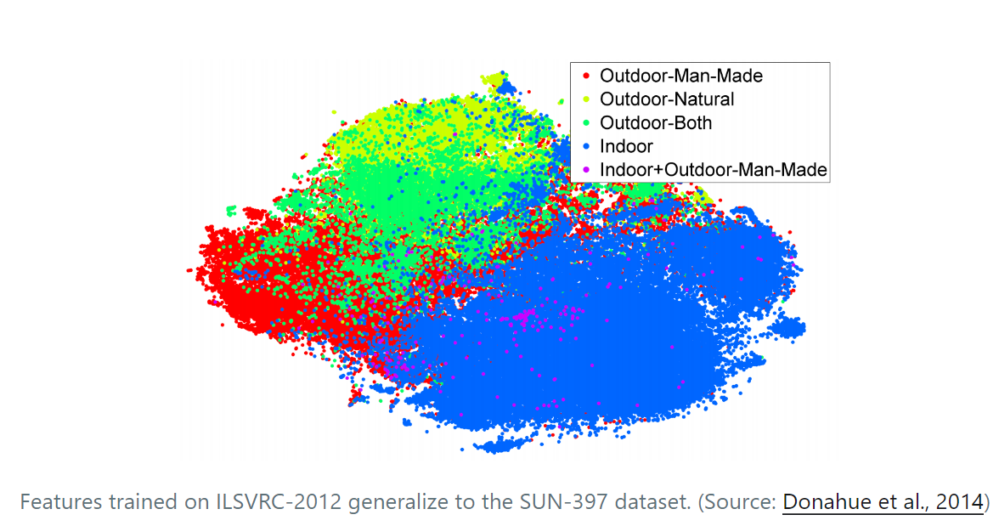 Outdoor-Man-Made
Outdoor-Natural
Outdoor-Both
Indoor
Indoor+Outdoor-Man-Made
Features trained on ILSVRC-2012 generalize to the SUN-397 dataset. (Source: Donahue et al., 2014)